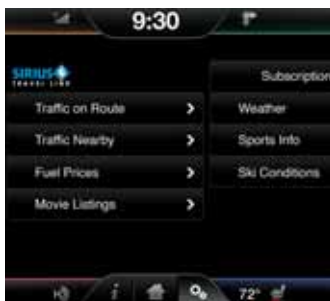 9:30
SIRIUS
TRAVEL LINK
Subscription
Traffic on Route
Weather
Traffic Nearby
Sports Info
Fuel Prices
Ski Conditions
Movie Listings
72°